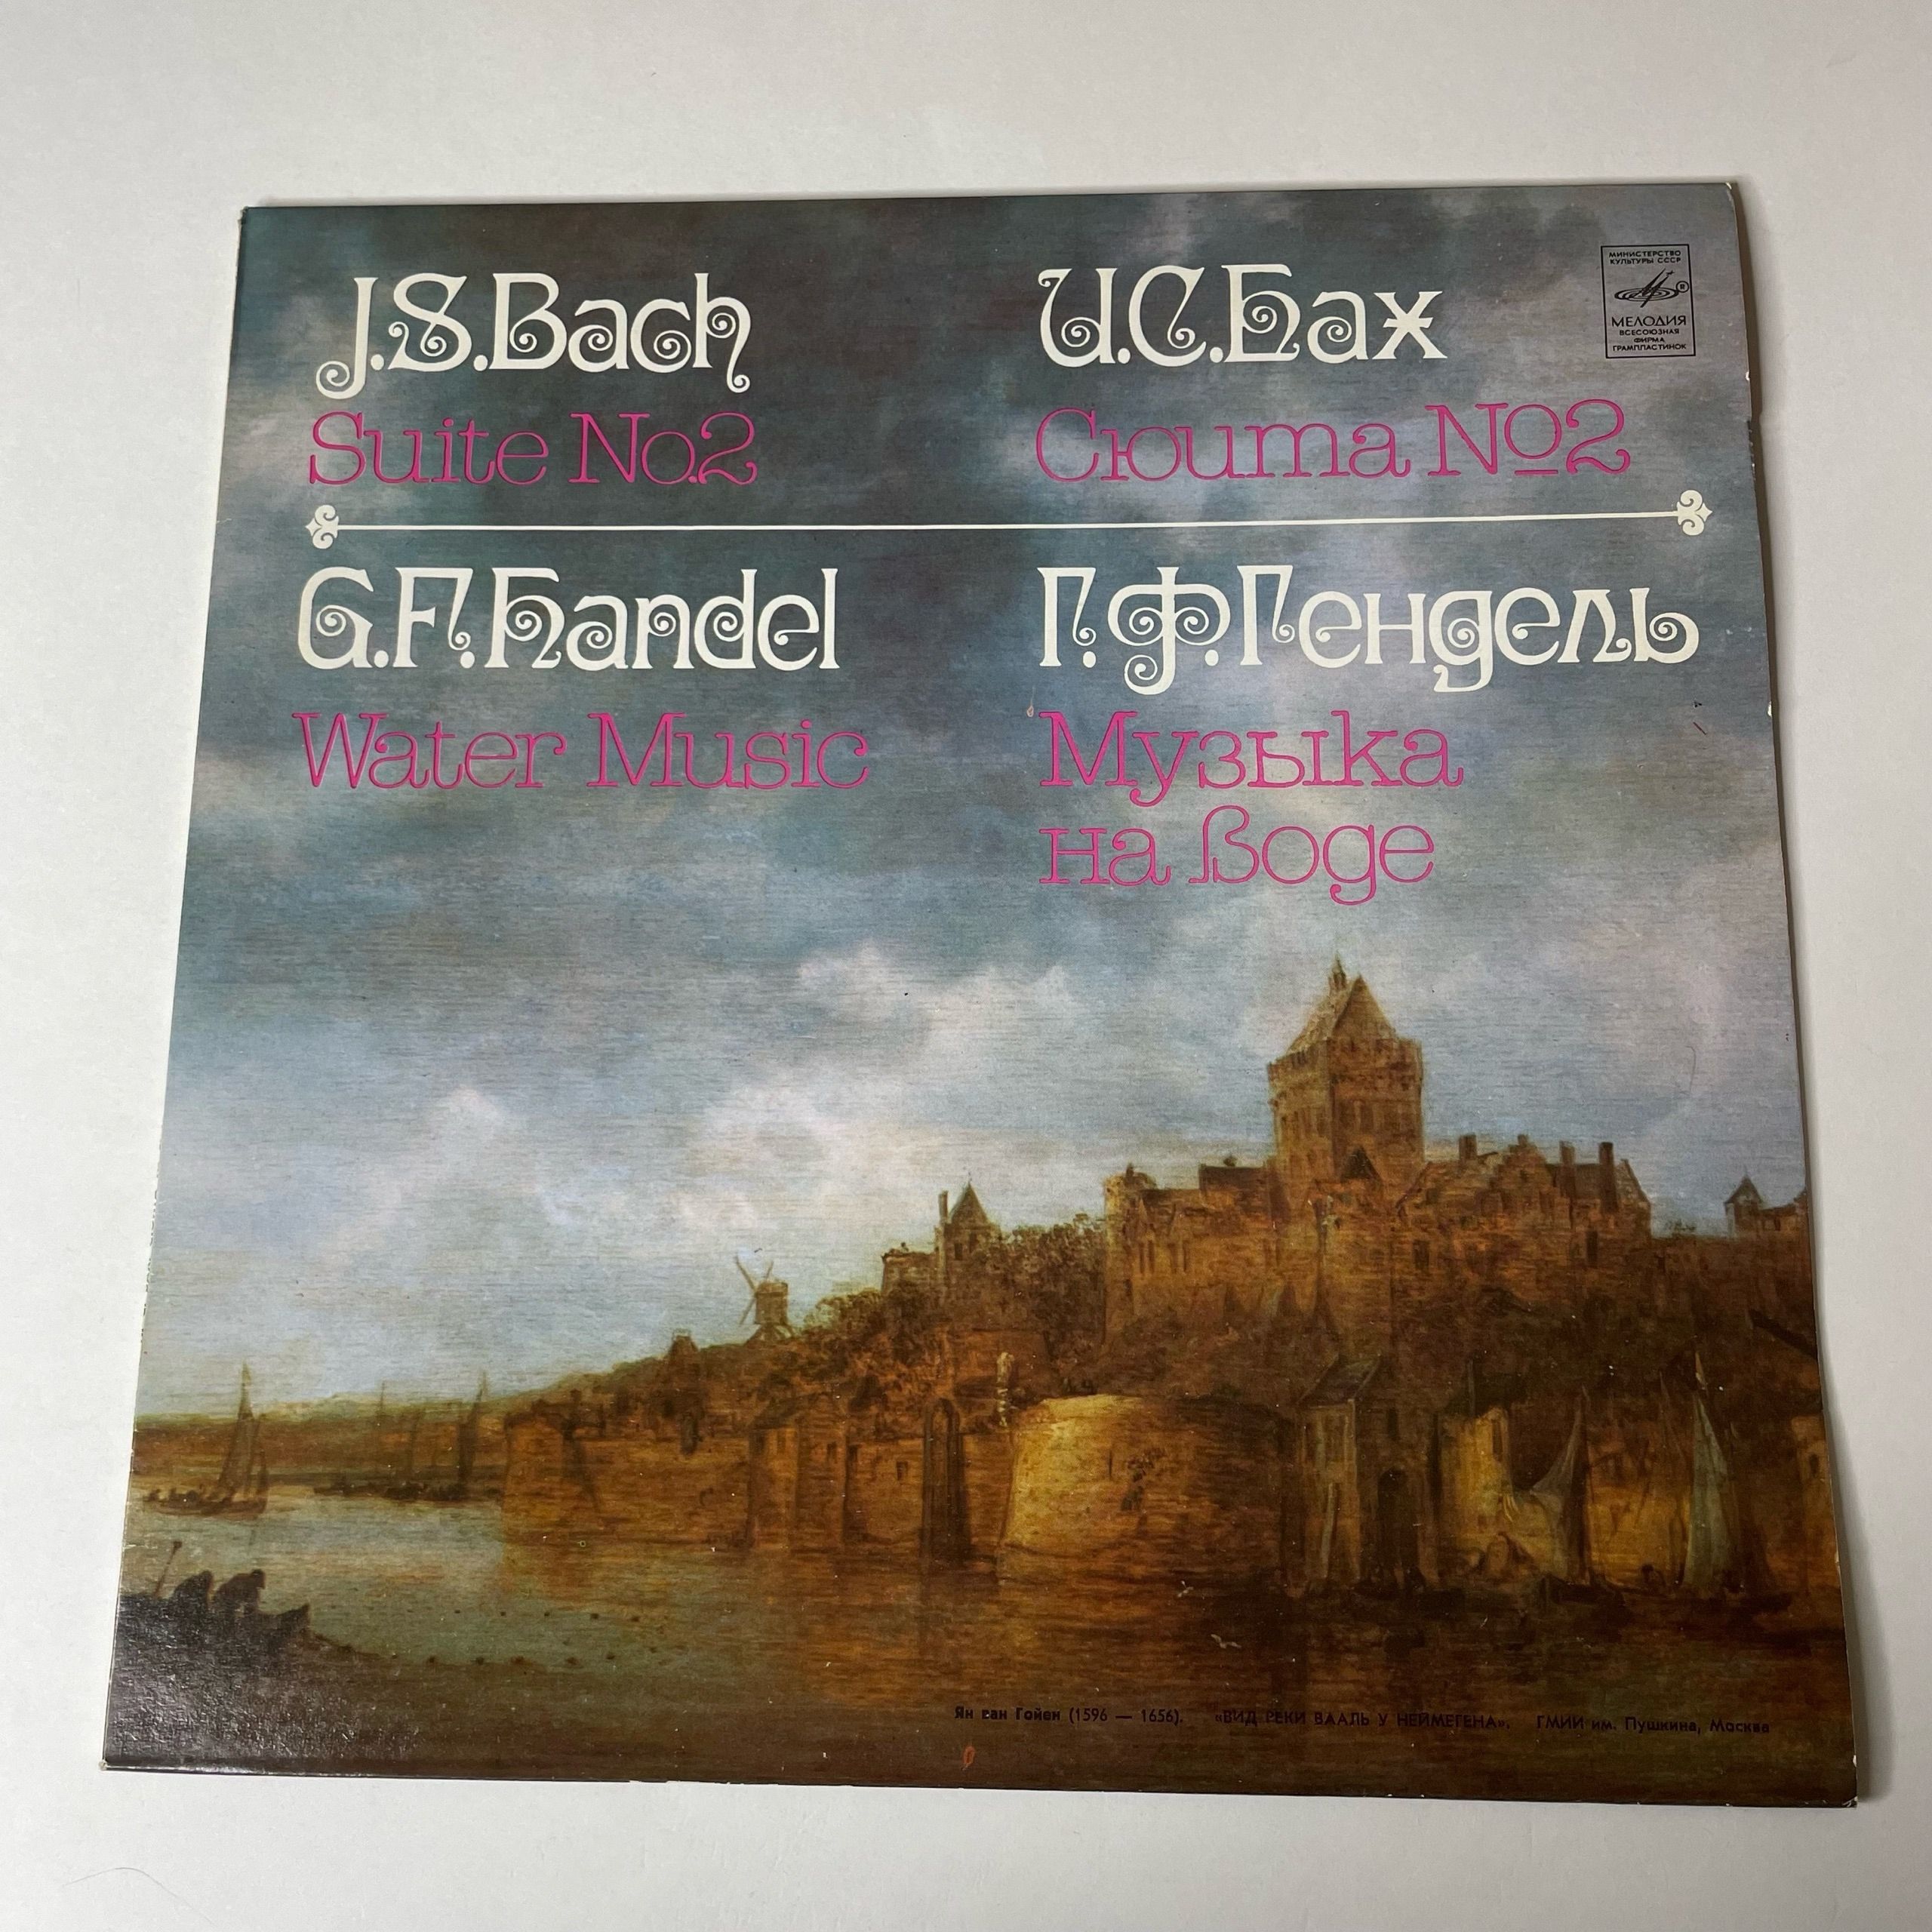 J.S.Bach
Suite No.2
G.F.Handel
Water Music
И.С.Бах
Сюита №2
Г.Ф.Гендель
Музыка
на воде
МИНИСТЕРСТВО
КУЛЬТУРЫ СССР
МЕЛОДИЯ
ВСЕСОЮЗНАЯ
ФИРМА
ГРАМПЛАСТИНОК
Ян ван Гойен (1596 — 1656). «ВИД РЕКИ ВААЛЬ У НЕЙМЕГЕНА». ГМИИ им. Пушкина, Москва